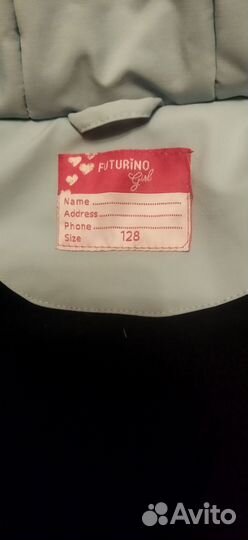 FUTURiNO
Girl
Name
Address
Phone
Size 128
Avito